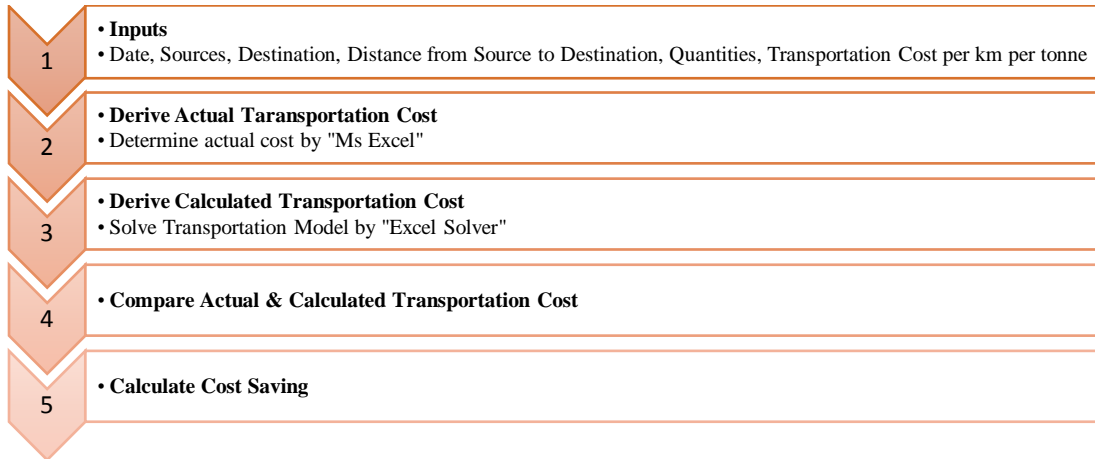 1
• Inputs
• Date, Sources, Destination, Distance from Source to Destination, Quantities, Transportation Cost per km per tonne
2
• Derive Actual Taransportation Cost
• Determine actual cost by "Ms Excel"
3
• Derive Calculated Transportation Cost
• Solve Transportation Model by "Excel Solver"
4
• Compare Actual & Calculated Transportation Cost
5
• Calculate Cost Saving